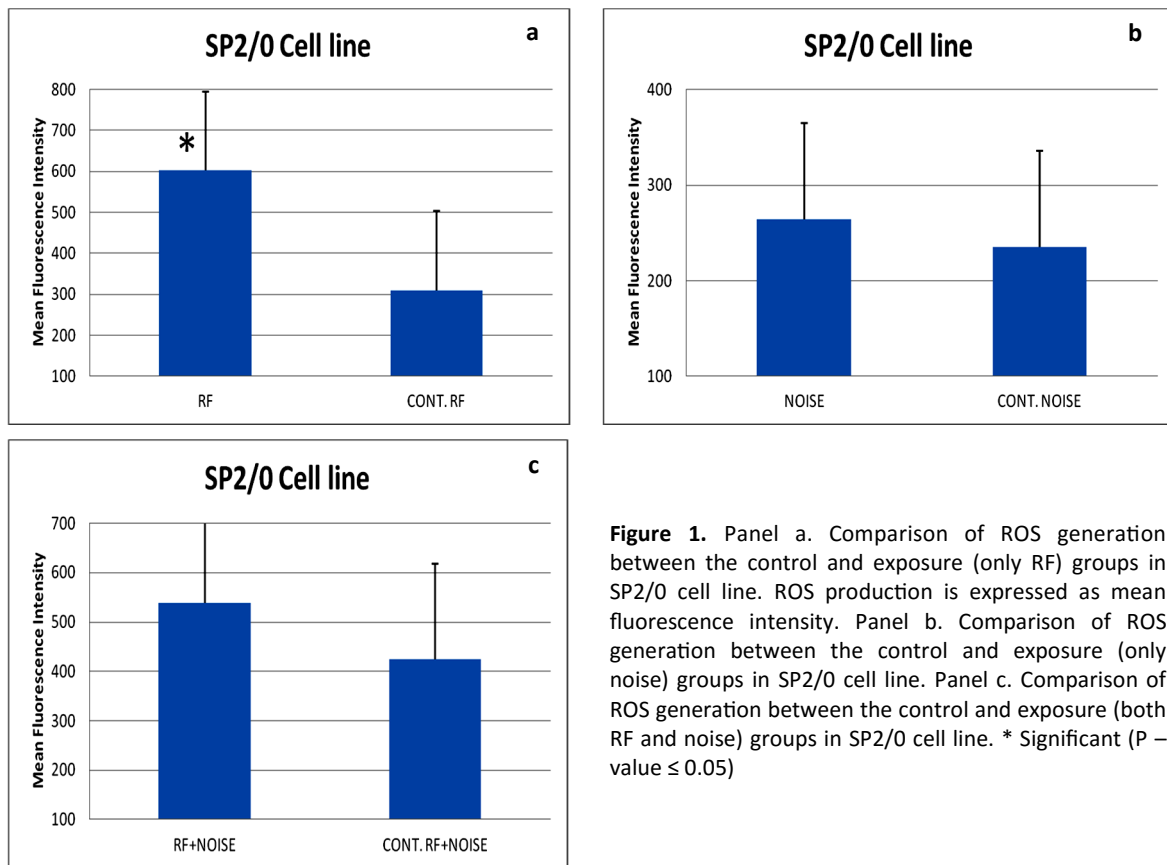 a
SP2/0 Cell line
Mean Fluorescence Intensity
800
700
600
500
400
300
200
100
*
RF
CONT. RF
b
SP2/0 Cell line
Mean Fluorescence Intensity
400
300
200
100
NOISE
CONT. NOISE
c
SP2/0 Cell line
Mean Fluorescence Intensity
700
600
500
400
300
200
100
RF+NOISE
CONT. RF+NOISE
Figure 1. Panel a. Comparison of ROS generation
between the control and exposure (only RF) groups in
SP2/0 cell line. ROS production is expressed as mean
fluorescence intensity. Panel b. Comparison of ROS
generation between the control and exposure (only
noise) groups in SP2/0 cell line. Panel c. Comparison of
ROS generation between the control and exposure (both
RF and noise) groups in SP2/0 cell line. * Significant (P –
value ≤ 0.05)